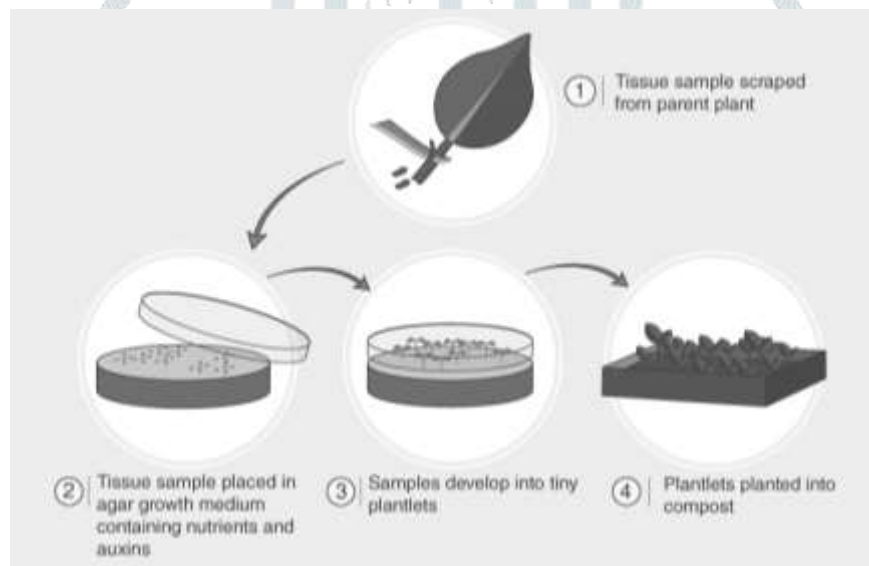 1 Tissue sample scraped
from parent plant
2 Tissue sample placed in
agar growth medium
containing nutrients and
auxins
3 Samples develop into tiny
plantlets
4 Plantlets planted into
compost